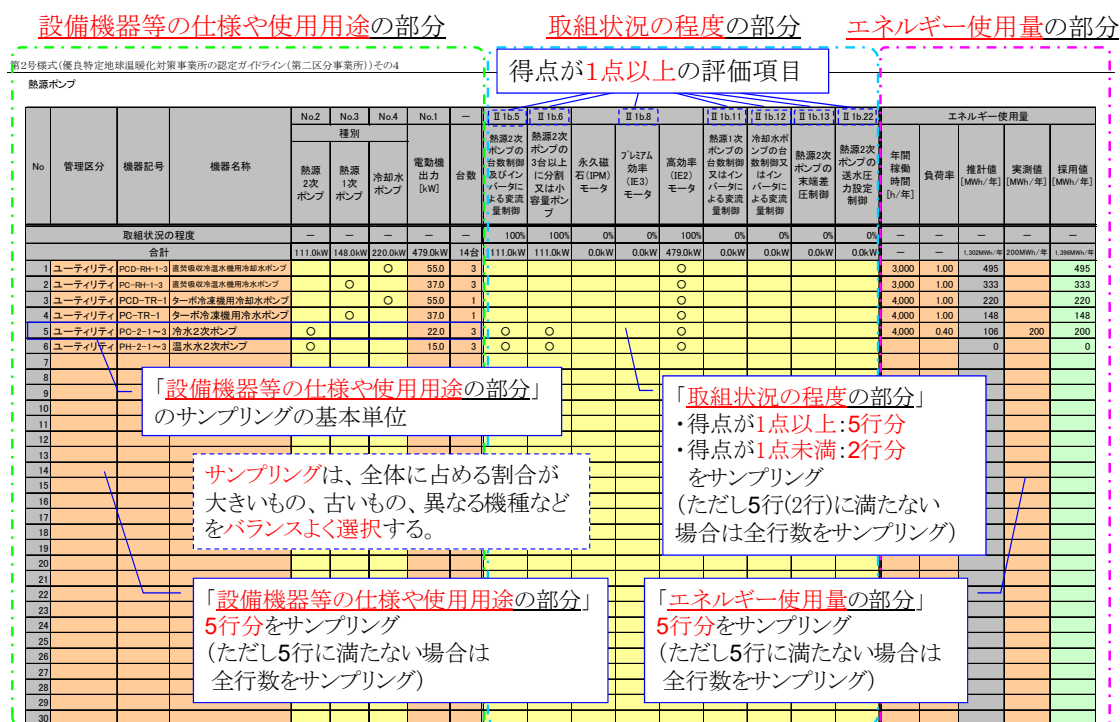 設備機器等の仕様や使用用途の部分
取組状況の程度の部分
エネルギー使用量の部分
第2号様式(優良特定地球温暖化対策事業所の認定ガイドライン(第二区分事業所))その4
得点が1点以上の評価項目
熱源ポンプ
No.2 No.3 No.4 No.1 － Ⅱ1b.5 Ⅱ1b.6 Ⅱ1b.8 Ⅱ1b.11 Ⅱ1b.12 Ⅱ1b.13 Ⅱ1b.22 エネルギー使用量
No 管理区分 機器記号 機器名称
種別
熱源2次ポンプ
熱源1次ポンプ
冷却水ポンプ
電動機出力[kW]
台数
熱源2次ポンプの台数制御及びインバータによる変流量制御
熱源2次ポンプの3台以上に分割又は小容量ポンプ
永久磁石(IPM)モータ
プレミアム効率(IE3)モータ
高効率(IE2)モータ
熱源1次ポンプの台数制御又はインバータによる変流量制御
冷却水ポンプの台数制御又はインバータによる変流量制御
熱源2次ポンプの末端差圧制御
熱源2次ポンプの送水圧力設定制御
年間稼働時間[h/年]
負荷率
推計値[MWh/年]
実測値[MWh/年]
採用値[MWh/年]
取組状況の程度 － － － － － 100% 100% 0% 0% 100% 0% 0% 0% 0% － － － － －
合計 111.0kW 148.0kW 220.0kW 479.0kW 14台 111.0kW 111.0kW 0.0kW 0.0kW 479.0kW 0.0kW 0.0kW 0.0kW 0.0kW － － 1,302MWh/年 200MWh/年 1,396MWh/年
1 ユーティリティ PCD-RH-1-3 直焚吸収冷温水機用冷却水ポンプ ○ 55.0 3 ○ 3,000 1.00 495 495
2 ユーティリティ PC-RH-1-3 直焚吸収冷温水機用冷水ポンプ ○ 37.0 3 ○ 3,000 1.00 333 333
3 ユーティリティ PCD-TR-1 ターボ冷凍機用冷却水ポンプ ○ 55.0 1 ○ 4,000 1.00 220 220
4 ユーティリティ PC-TR-1 ターボ冷凍機用冷水ポンプ ○ 37.0 1 ○ 4,000 1.00 148 148
5 ユーティリティ PC-2-1～3 冷水2次ポンプ ○ 22.0 3 ○ ○ ○ 4,000 0.40 106 200 200
6 ユーティリティ PH-2-1～3 温水水2次ポンプ ○ 15.0 3 ○ ○ ○ 0 0
7
8
9
10
11
12
13
14
15
16
17
18
19
20
21
22
23
24
25
26
27
28
29
30
「設備機器等の仕様や使用用途の部分」
のサンプリングの基本単位
「取組状況の程度の部分」
・得点が1点以上：5行分
・得点が1点未満：2行分
をサンプリング
(ただし5行(2行)に満たない
場合は全行数をサンプリング)
サンプリングは、全体に占める割合が
大きいもの、古いもの、異なる機種など
をバランスよく選択する。
「設備機器等の仕様や使用用途の部分」
5行分をサンプリング
(ただし5行に満たない場合は
全行数をサンプリング)
「エネルギー使用量の部分」
5行分をサンプリング
(ただし5行に満たない場合は
全行数をサンプリング)